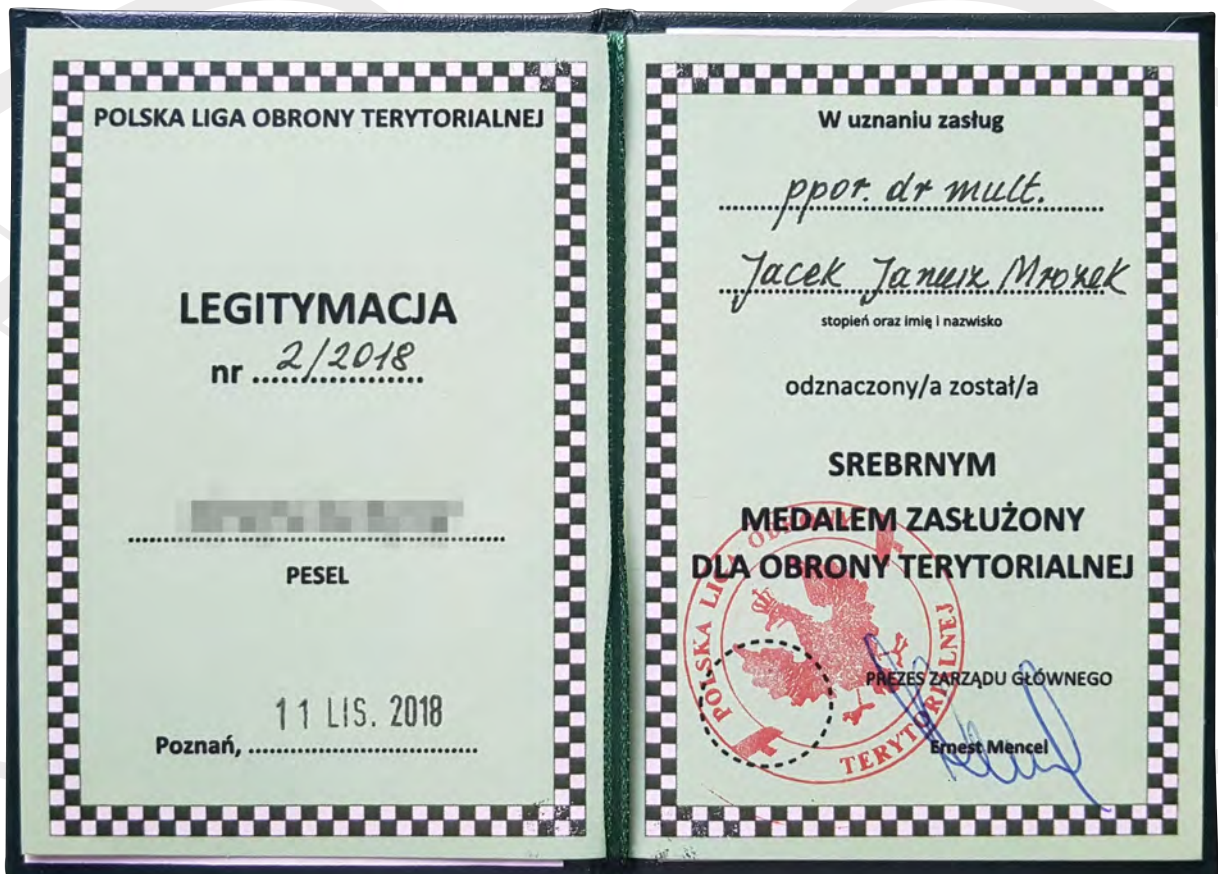 POLSKA LIGA OBRONY TERYTORIALNEJ
LEGITYMACJA
nr 2/2018
PESEL
11 LIS. 2018
Poznań,
W uznaniu zasług
ppor. dr mult.
Jacek Janusz Mrozek
stopień oraz imię i nazwisko
odznaczony/a został/a
SREBRNYM
MEDALEM ZASŁUŻONY
DLA OBRONY TERYTORIALNEJ
POLSKA LIGA OBRONY TERYTORIALNEJ
PREZES ZARZĄDU GŁÓWNEGO
Ernest Mencel